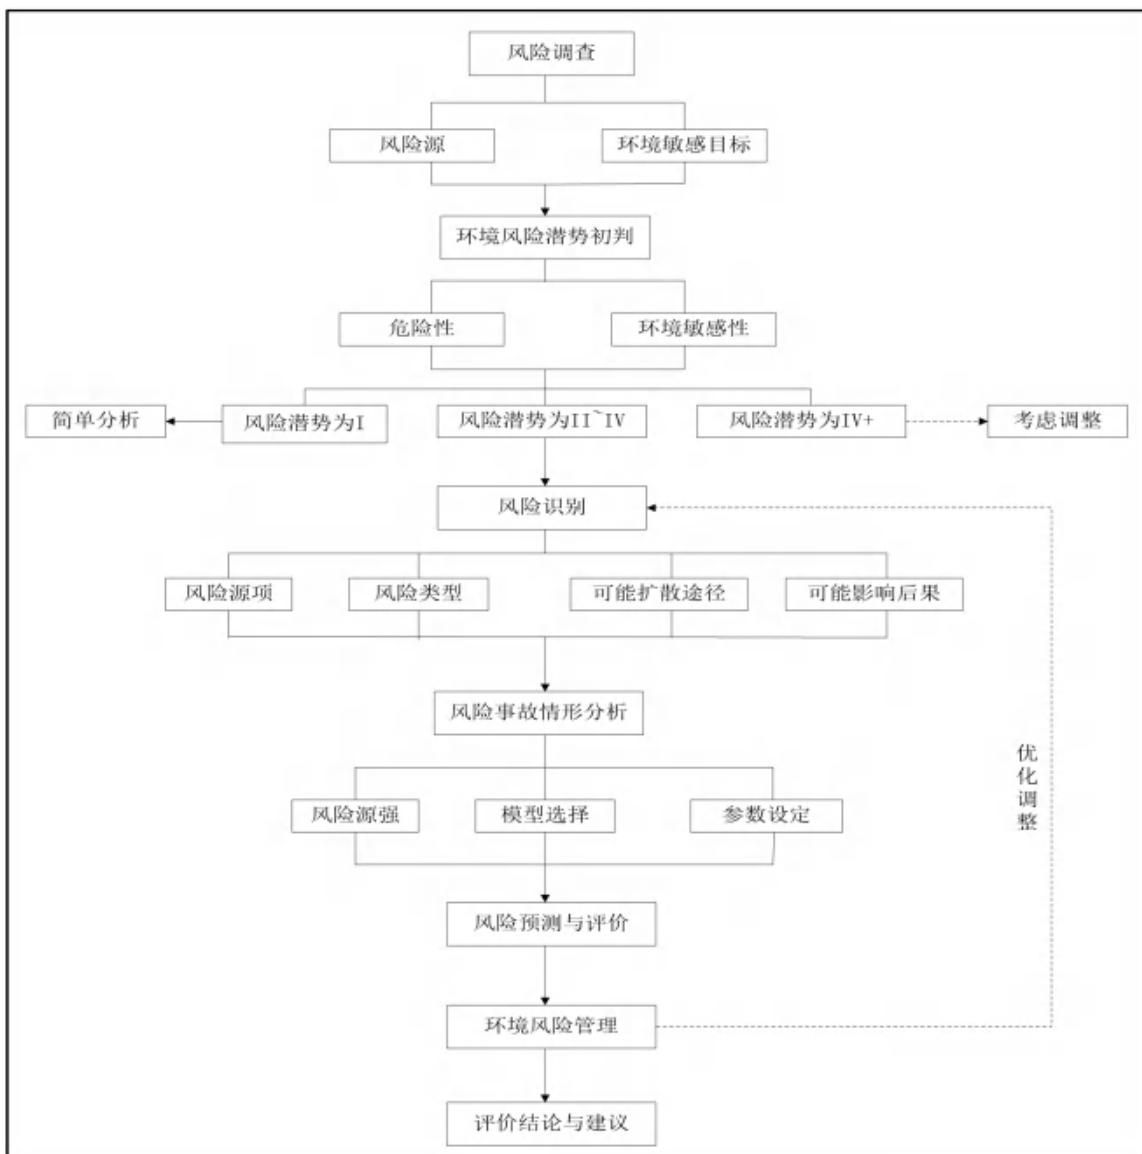 风险调查
风险源
环境敏感目标
环境风险潜势初判
危险性
环境敏感性
简单分析
风险潜势为I
风险潜势为II~IV
风险潜势为IV+
考虑调整
风险识别
风险源项
风险类型
可能扩散途径
可能影响后果
风险事故情形分析
优化调整
风险源强
模型选择
参数设定
风险预测与评价
环境风险管理
评价结论与建议